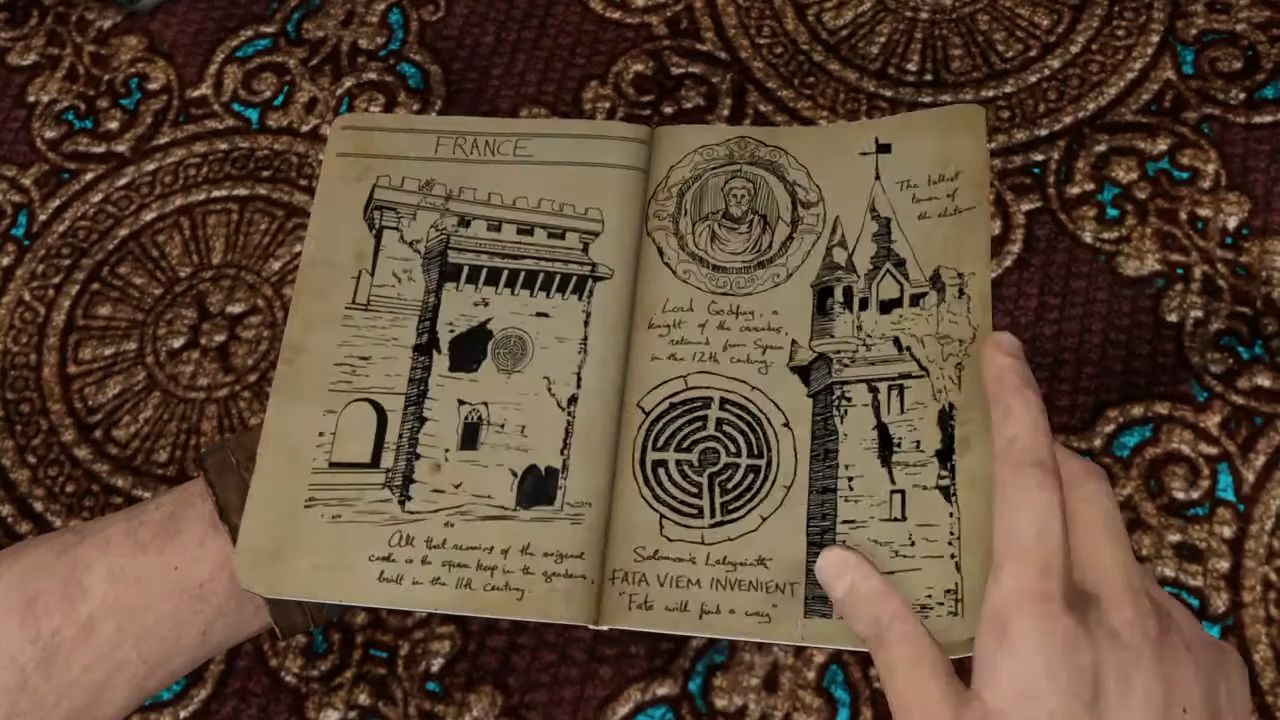 FRANCE
All that remains of the original
castle is the square keep in the gardens,
built in the 11th century.
The tallest
tower of
the chateau
Lord Godfrey, a
knight of the crusades,
returned from Syria
in the 12th century.
Solomon's Labyrinth
FATA VIEM INVENIENT
"Fate will find a way"